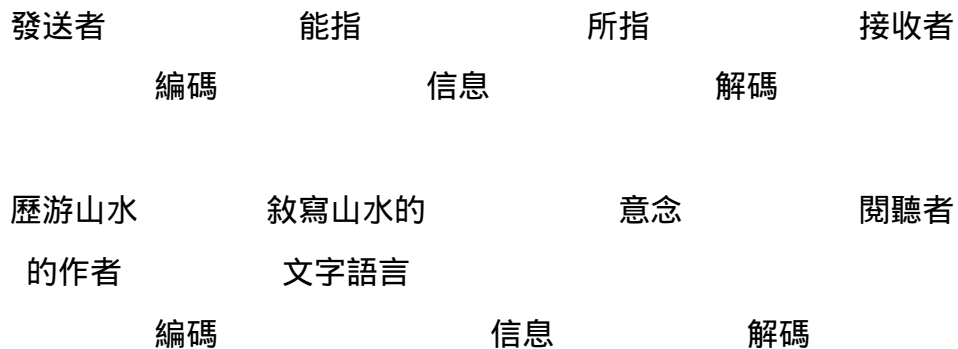 發送者 能指 所指 接收者
編碼 信息 解碼
歷游山水 敘寫山水的 意念 閱聽者
的作者 文字語言
編碼 信息 解碼